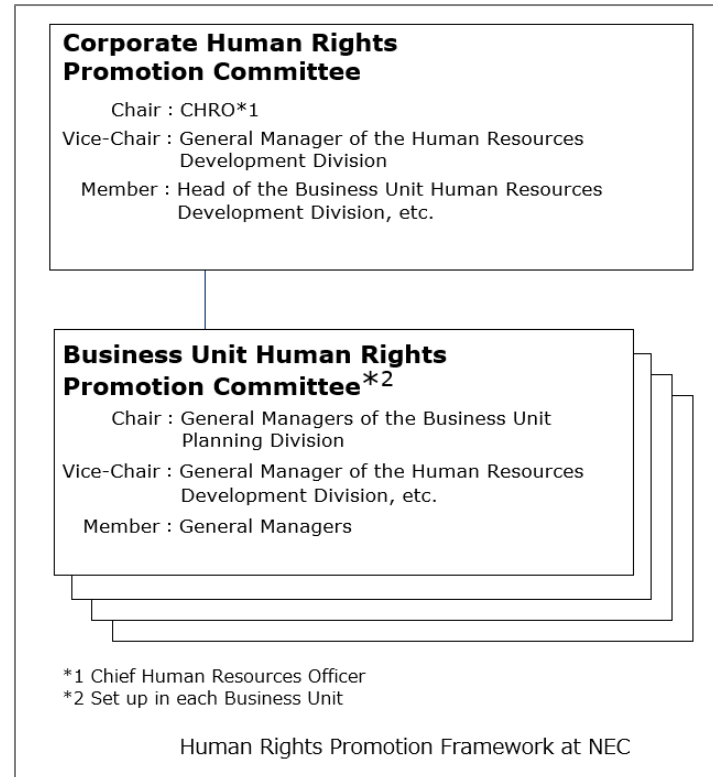 Corporate Human Rights
Promotion Committee
Chair : CHRO*1
Vice-Chair : General Manager of the Human Resources
Development Division
Member : Head of the Business Unit Human Resources
Development Division, etc.
Business Unit Human Rights
Promotion Committee*2
Chair : General Managers of the Business Unit
Planning Division
Vice-Chair : General Manager of the Human Resources
Development Division, etc.
Member : General Managers
*1 Chief Human Resources Officer
*2 Set up in each Business Unit
Human Rights Promotion Framework at NEC